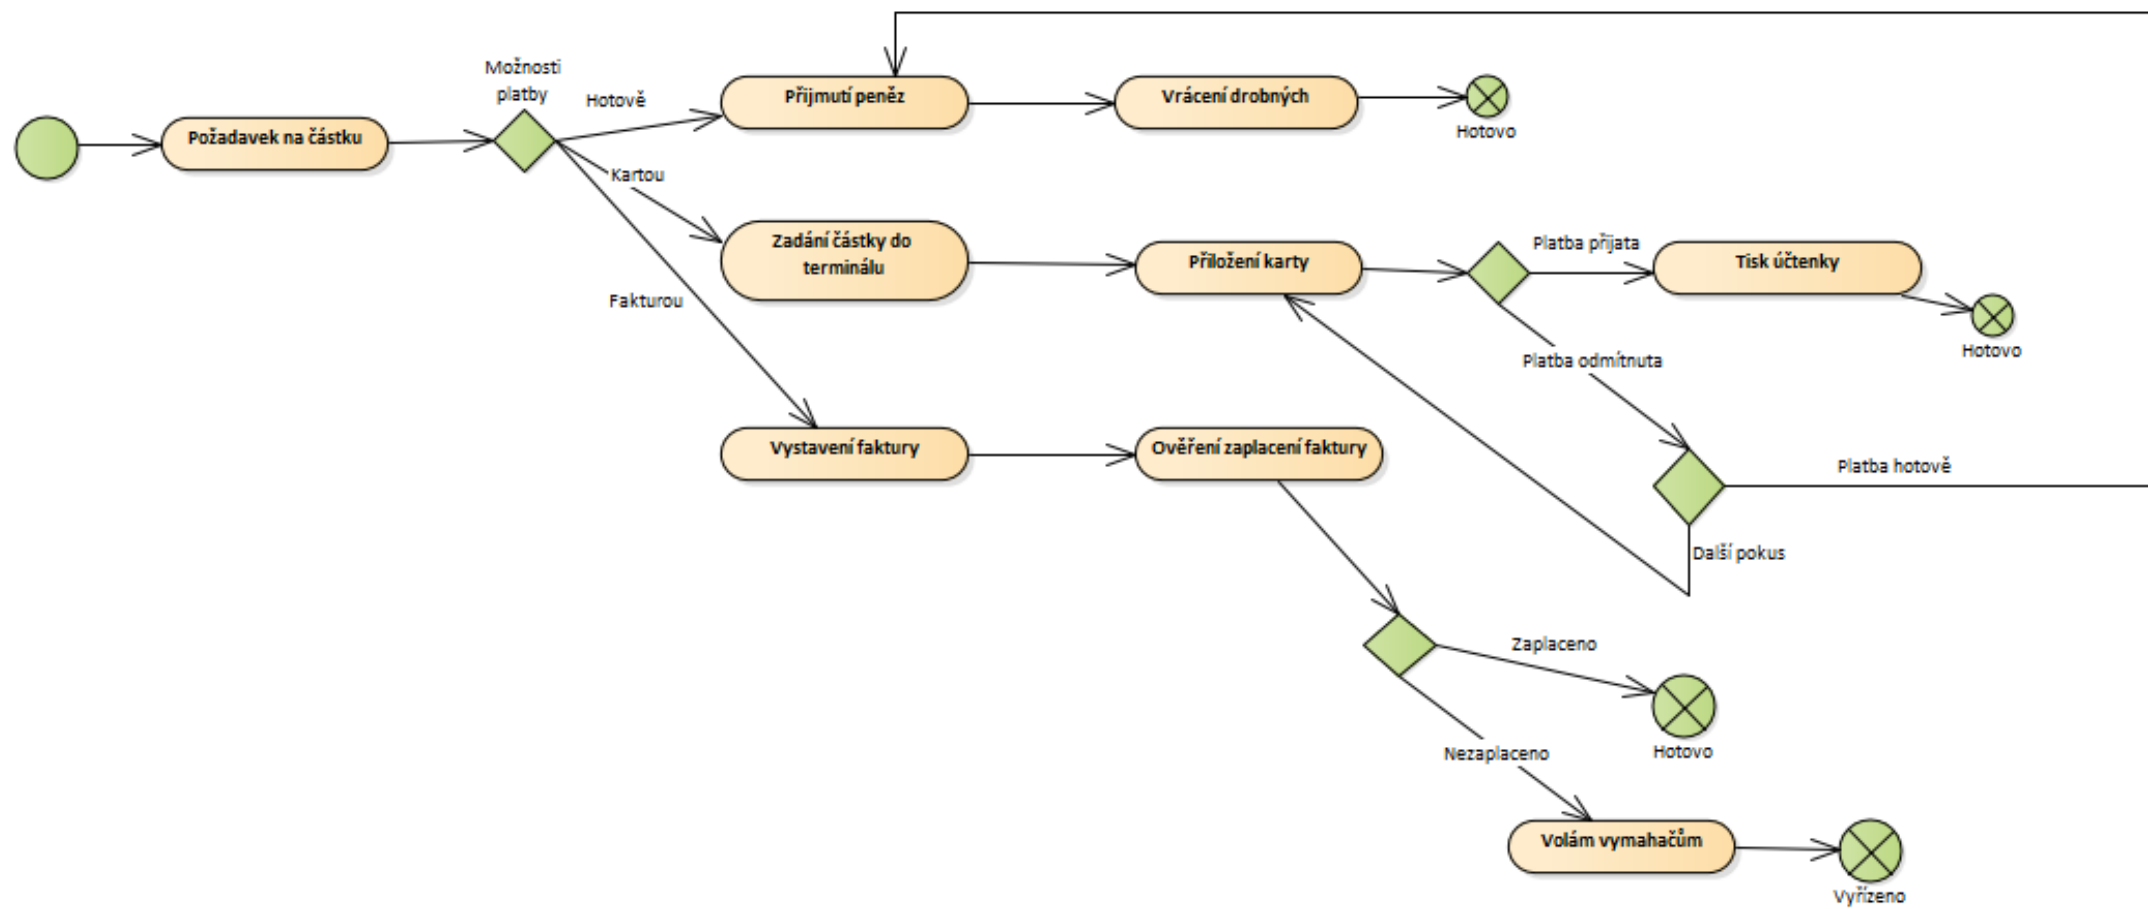 Možnosti
platby
Hotově
Přijmutí peněz
Vrácení drobných
Hotovo
Požadavek na částku
Kartou
Zadání částky do
terminálu
Přiložení karty
Platba přijata
Tisk účtenky
Hotovo
Fakturou
Platba odmítnuta
Vystavení faktury
Ověření zaplacení faktury
Platba hotově
Další pokus
Zaplaceno
Hotovo
Nezaplaceno
Volám vymahačům
Vyřízeno